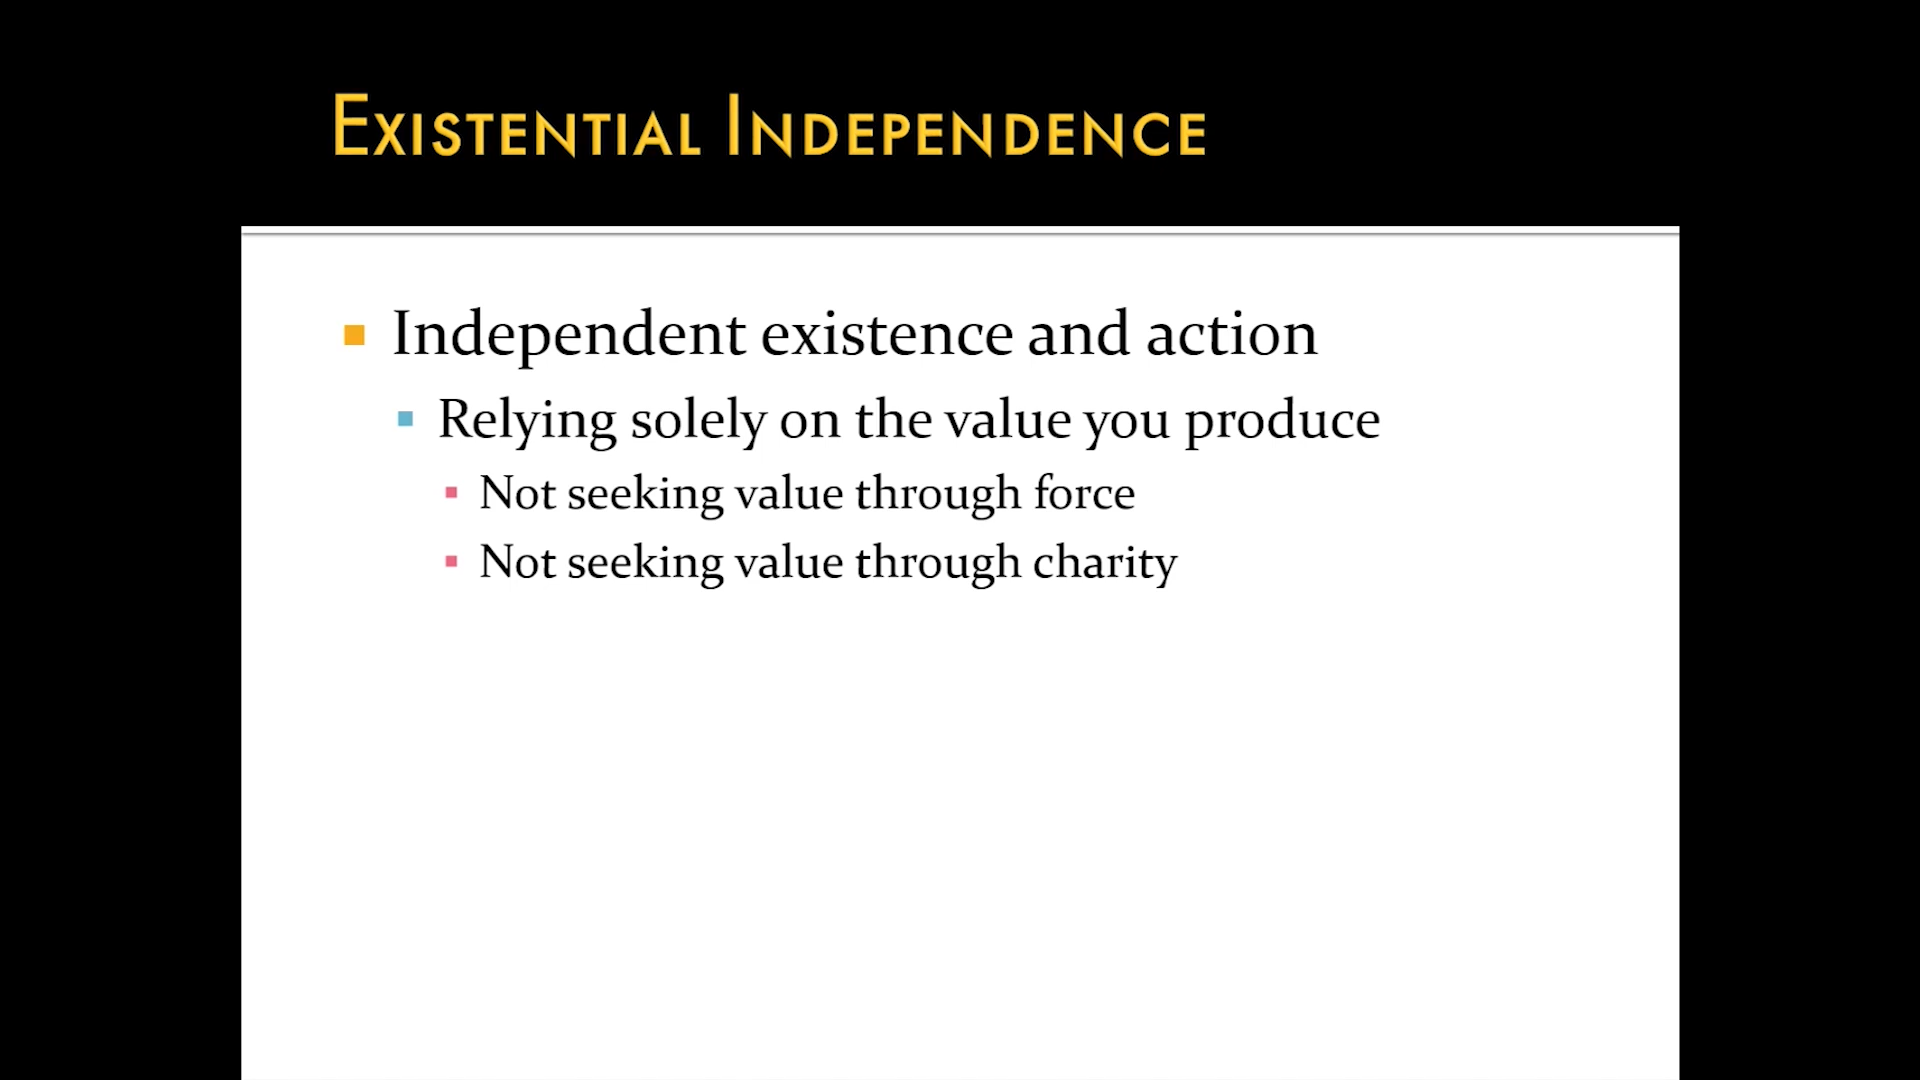 Existential Independence
Independent existence and action
Relying solely on the value you produce
Not seeking value through force
Not seeking value through charity